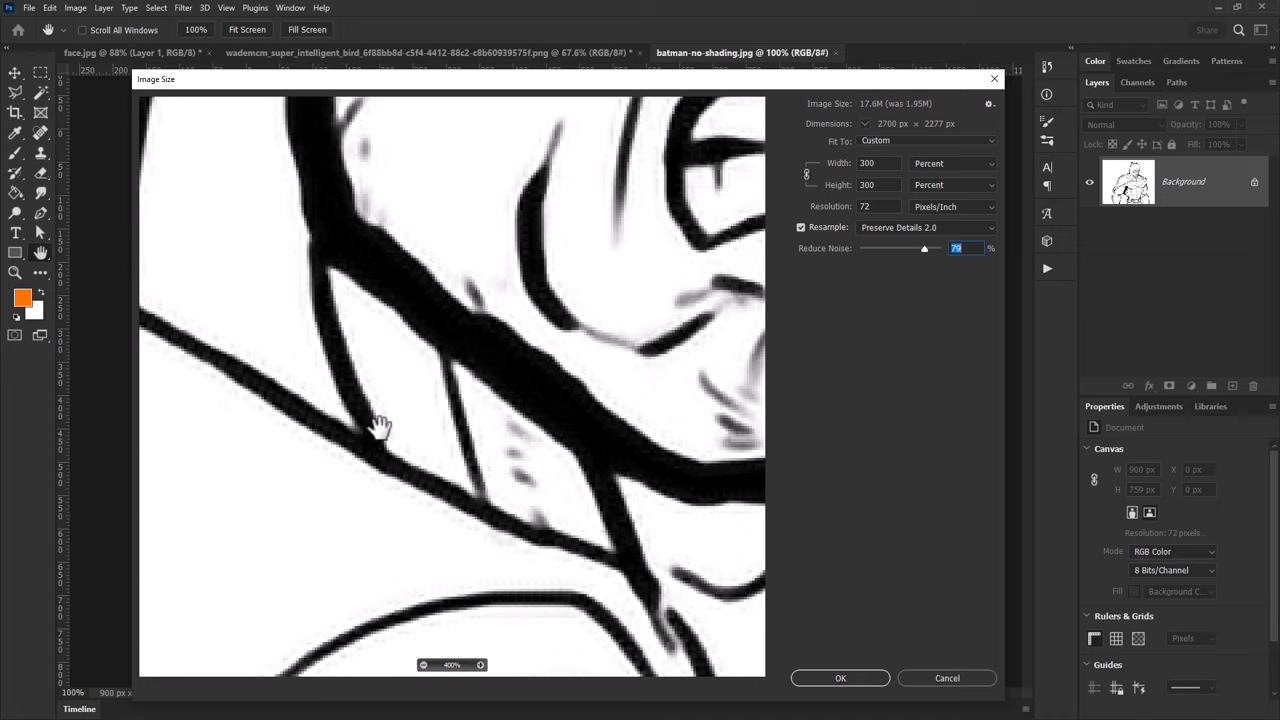 Ps File Edit Image Layer Type Select Filter 3D View Plugins Window Help
Scroll All Windows 100% Fit Screen Fill Screen Share
face.jpg @ 88% (Layer 1, RGB/8) * × wademcm_super_intelligent_bird_6f88bb8d-c5f4-4412-88c2-c8b60939575f.png @ 67.6% (RGB/8#) * × batman-no-shading.jpg @ 100% (RGB/8#) ×
Color Swatches Gradients Patterns
Image Size
Layers Channels Paths
Kind
Normal Opacity: 100%
Lock: Fill: 100%
Background
Image Size: 17.6M (was 1.95M)
Dimensions: 2700 px × 2277 px
Fit To: Custom
Width: 300 Percent
Height: 300 Percent
Resolution: 72 Pixels/Inch
Resample: Preserve Details 2.0
Reduce Noise: 79 %
400%
OK Cancel
Properties Adjustments Libraries
Document
Canvas
W 900 px X 0 px
H 759 px Y 0 px
Resolution: 72 pixels...
Mode RGB Color
8 Bits/Channel
Fill Background C...
Rulers & Grids
Pixels
Guides
100% 900 px x
Timeline